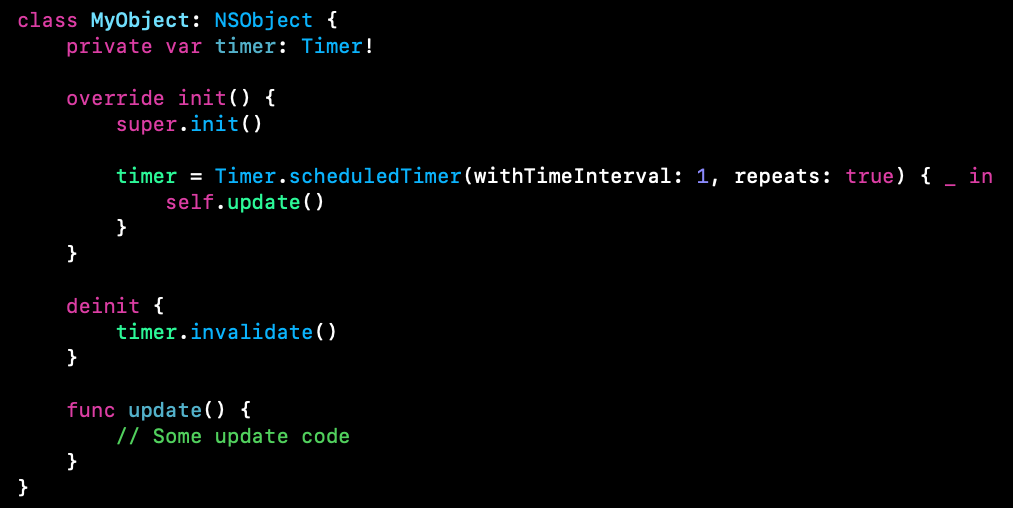 class MyObject: NSObject {
    private var timer: Timer!

    override init() {
        super.init()

        timer = Timer.scheduledTimer(withTimeInterval: 1, repeats: true) { _ in
            self.update()
        }
    }

    deinit {
        timer.invalidate()
    }

    func update() {
        // Some update code
    }
}